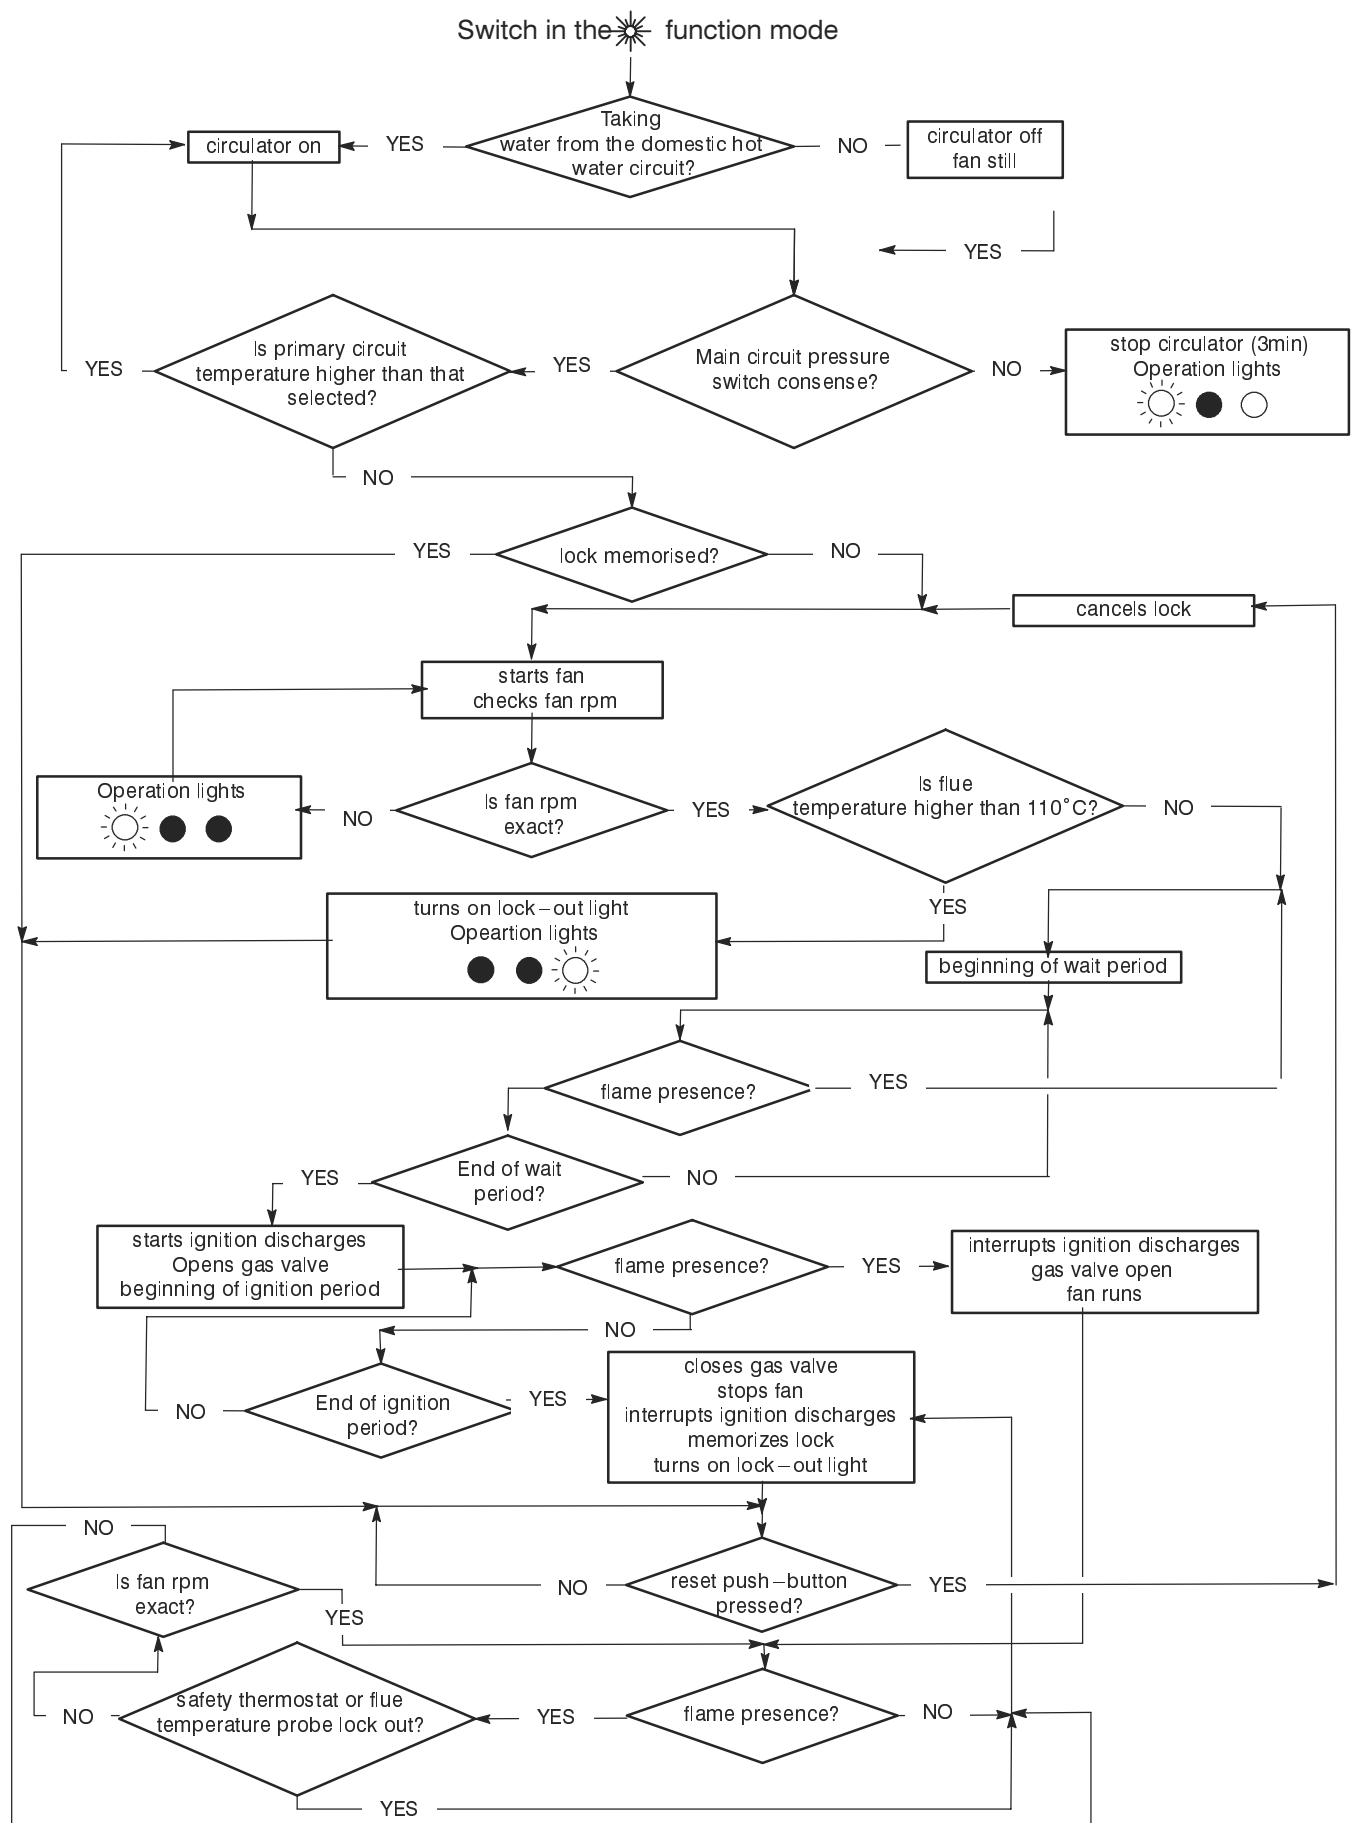 Switch in the function mode
Taking
water from the domestic hot
water circuit?
YES
circulator on
NO
circulator off
fan still
YES
Is primary circuit
temperature higher than that
selected?
YES
YES
Main circuit pressure
switch consense?
NO
stop circulator (3min)
Operation lights
NO
YES
lock memorised?
NO
cancels lock
starts fan
checks fan rpm
Operation lights
NO
Is fan rpm
exact?
YES
Is flue
temperature higher than 110°C?
NO
YES
turns on lock–out light
Opeartion lights
beginning of wait period
flame presence?
YES
YES
End of wait
period?
NO
starts ignition discharges
Opens gas valve
beginning of ignition period
flame presence?
YES
interrupts ignition discharges
gas valve open
fan runs
NO
NO
End of ignition
period?
YES
closes gas valve
stops fan
interrupts ignition discharges
memorizes lock
turns on lock–out light
NO
Is fan rpm
exact?
YES
NO
reset push–button
pressed?
YES
NO
safety thermostat or flue
temperature probe lock out?
YES
flame presence?
NO
YES